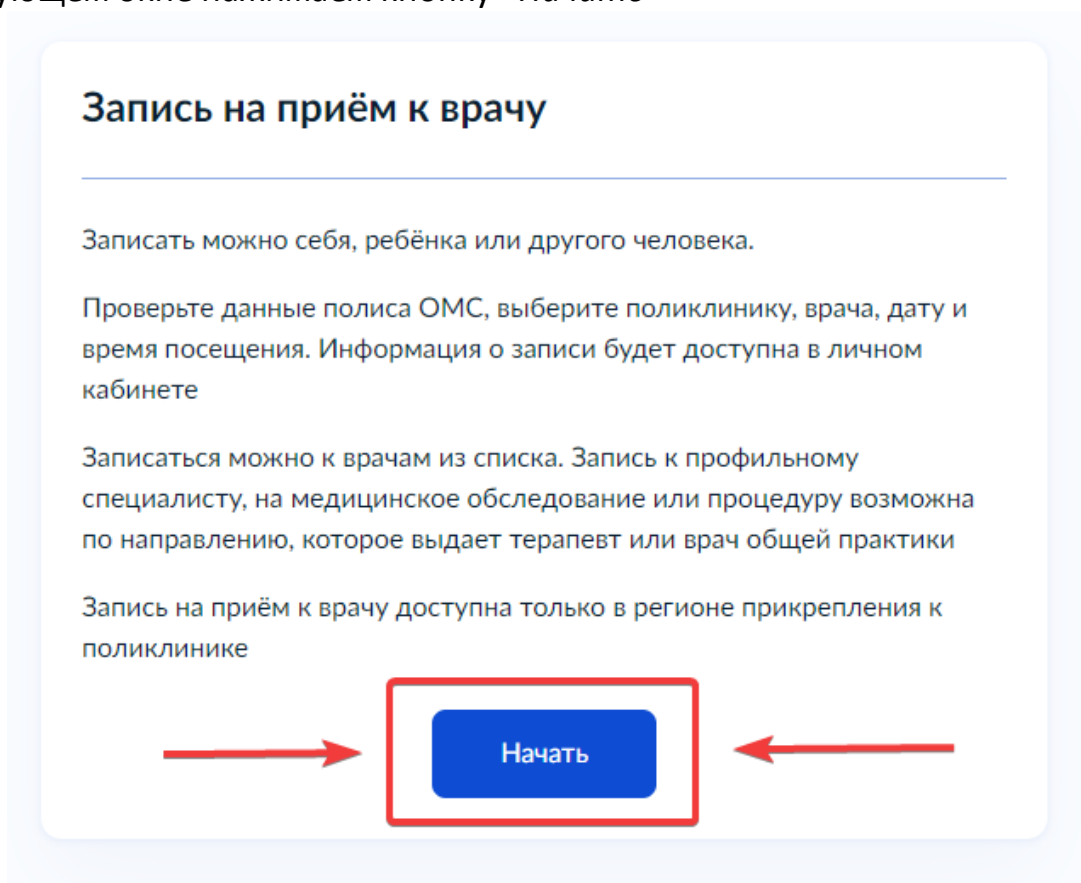 Запись на приём к врачу
Записать можно себя, ребёнка или другого человека.
Проверьте данные полиса ОМС, выберите поликлинику, врача, дату и
время посещения. Информация о записи будет доступна в личном
кабинете
Записаться можно к врачам из списка. Запись к профильному
специалисту, на медицинское обследование или процедуру возможна
по направлению, которое выдает терапевт или врач общей практики
Запись на приём к врачу доступна только в регионе прикрепления к
поликлинике
Начать